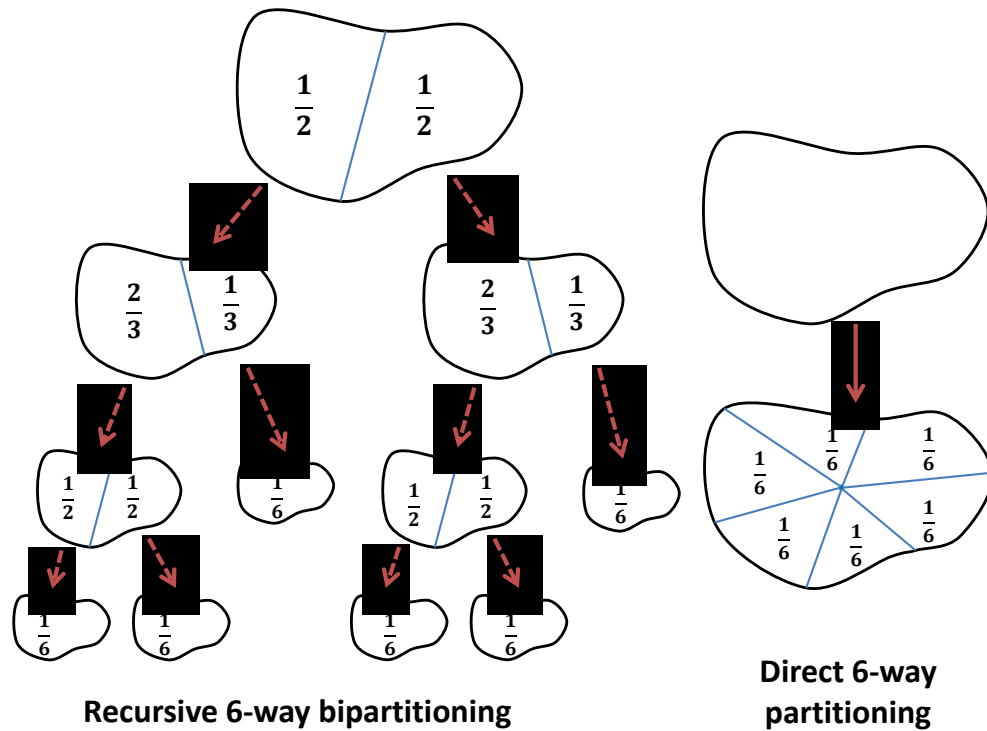 1/2 1/2
2/3 1/3 2/3 1/3
1/2 1/2 1/6 1/2 1/2 1/6
1/6 1/6 1/6 1/6
1/6 1/6 1/6
1/6 1/6 1/6
Recursive 6-way bipartitioning
Direct 6-way
partitioning